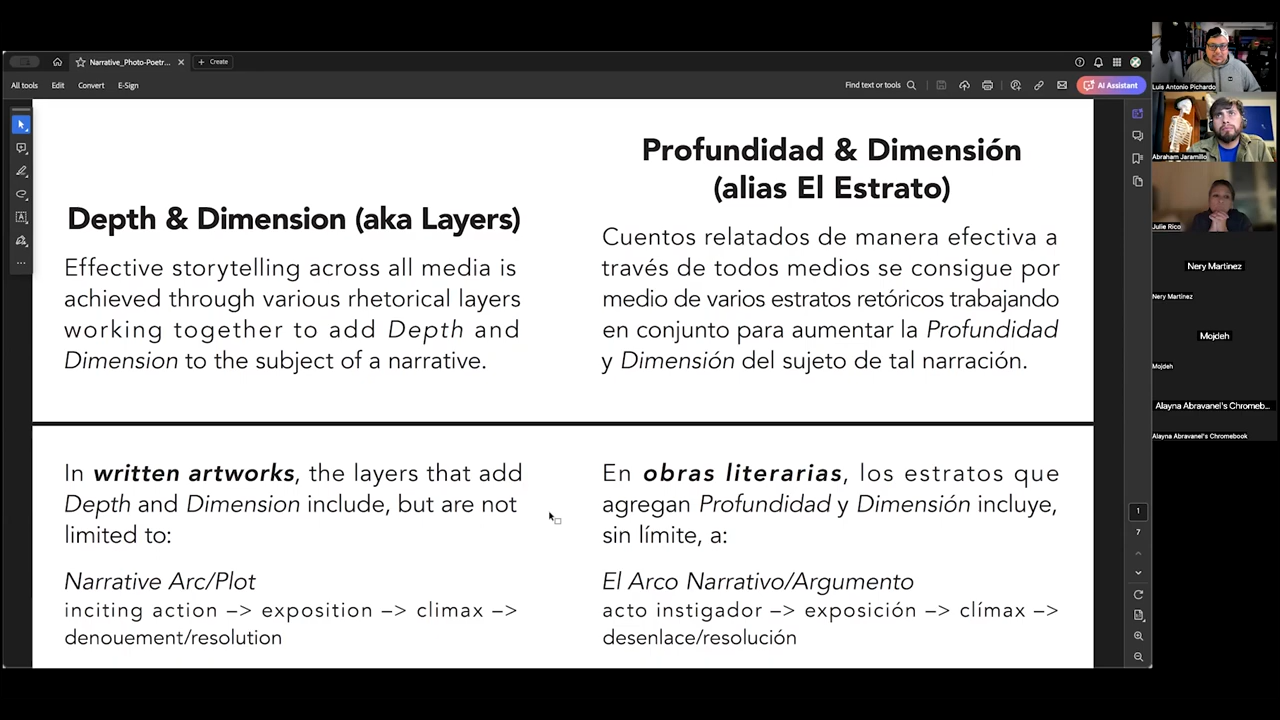 Narrative_Photo-Poetr...
Create
All tools
Edit
Convert
E-Sign
Find text or tools
AI Assistant
Depth & Dimension (aka Layers)
Effective storytelling across all media is
achieved through various rhetorical layers
working together to add Depth and
Dimension to the subject of a narrative.
Profundidad & Dimensión
(alias El Estrato)
Cuentos relatados de manera efectiva a
través de todos medios se consigue por
medio de varios estratos retóricos trabajando
en conjunto para aumentar la Profundidad
y Dimensión del sujeto de tal narración.
In written artworks, the layers that add
Depth and Dimension include, but are not
limited to:
Narrative Arc/Plot
inciting action –> exposition –> climax –>
denouement/resolution
En obras literarias, los estratos que
agregan Profundidad y Dimensión incluye,
sin límite, a:
El Arco Narrativo/Argumento
acto instigador –> exposición –> clímax –>
desenlace/resolución
1
7
Luis Antonio Pichardo
Abraham Jaramillo
Julie Rico
Nery Martinez
Nery Martinez
Mojdeh
Mojdeh
Alayna Abravanel's Chromeb...
Alayna Abravanel's Chromebook